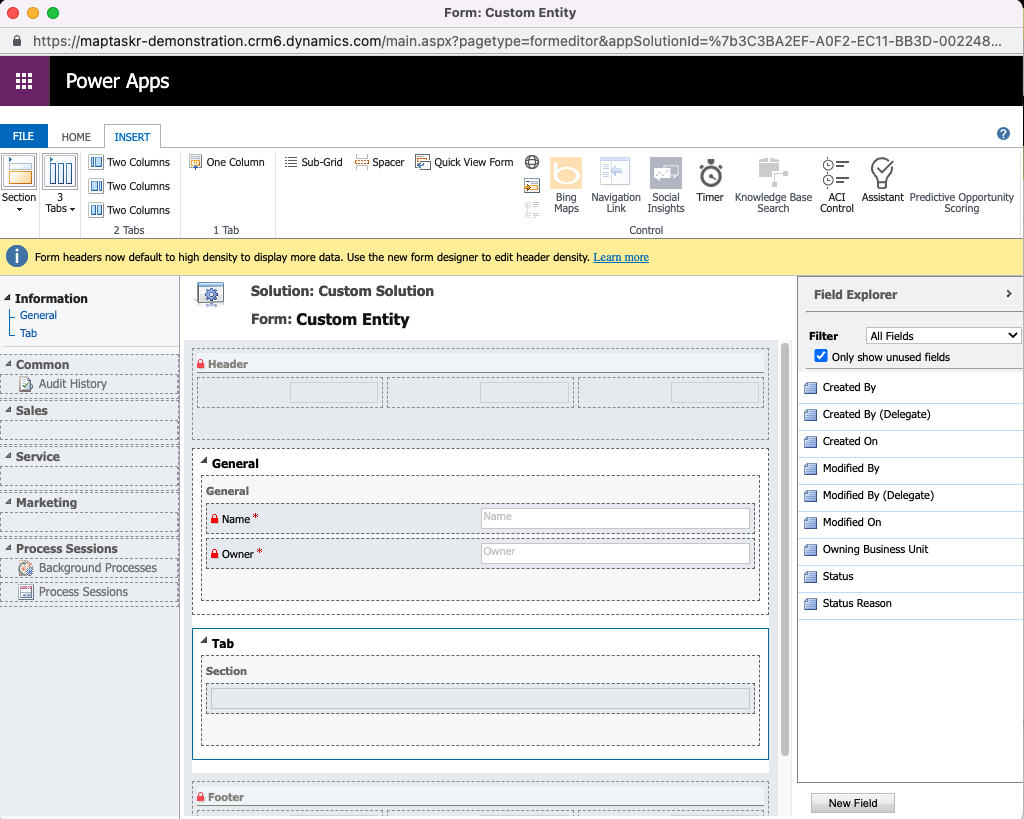 Form: Custom Entity
https://maptaskr-demonstration.crm6.dynamics.com/main.aspx?pagetype=formeditor&appSolutionId=%7b3C3BA2EF-A0F2-EC11-BB3D-002248...
Power Apps
FILE HOME INSERT
Section
3 Tabs
Two Columns
Two Columns
Two Columns
2 Tabs
One Column
1 Tab
Sub-Grid
Spacer
Quick View Form
Bing Maps
Navigation Link
Social Insights
Timer
Knowledge Base Search
ACI Control
Assistant
Predictive Opportunity Scoring
Control
Form headers now default to high density to display more data. Use the new form designer to edit header density. Learn more
Information
General
Tab
Common
Audit History
Sales
Service
Marketing
Process Sessions
Background Processes
Process Sessions
Solution: Custom Solution
Form: Custom Entity
Header
General
General
Name* Name
Owner* Owner
Tab
Section
Footer
Field Explorer
Filter All Fields
Only show unused fields
Created By
Created By (Delegate)
Created On
Modified By
Modified By (Delegate)
Modified On
Owning Business Unit
Status
Status Reason
New Field